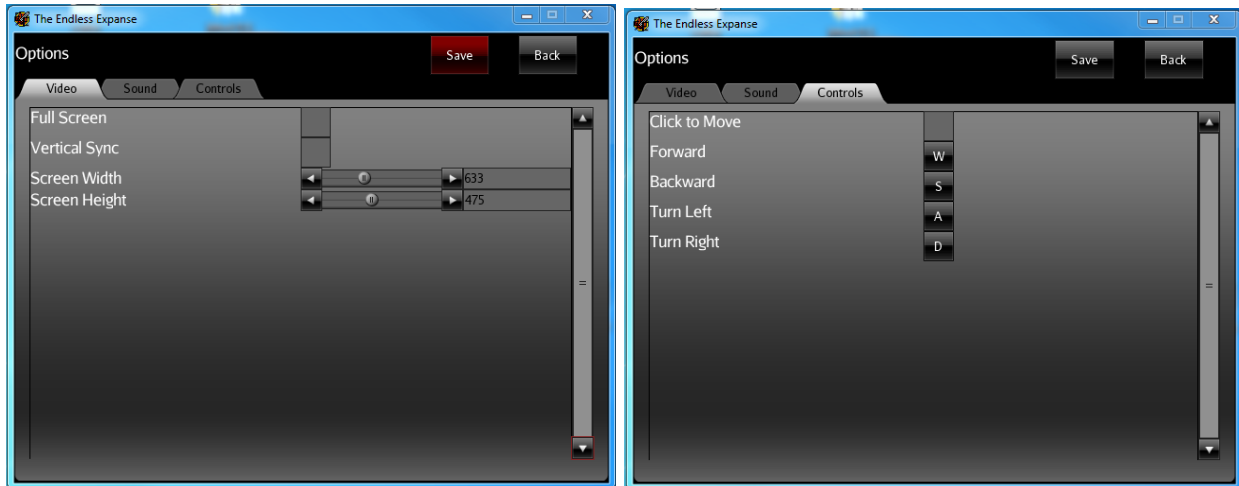 The Endless Expanse
Options
Save
Back
Video
Sound
Controls
Full Screen
Vertical Sync
Screen Width 633
Screen Height 475
The Endless Expanse
Options
Save
Back
Video
Sound
Controls
Click to Move
Forward W
Backward S
Turn Left A
Turn Right D